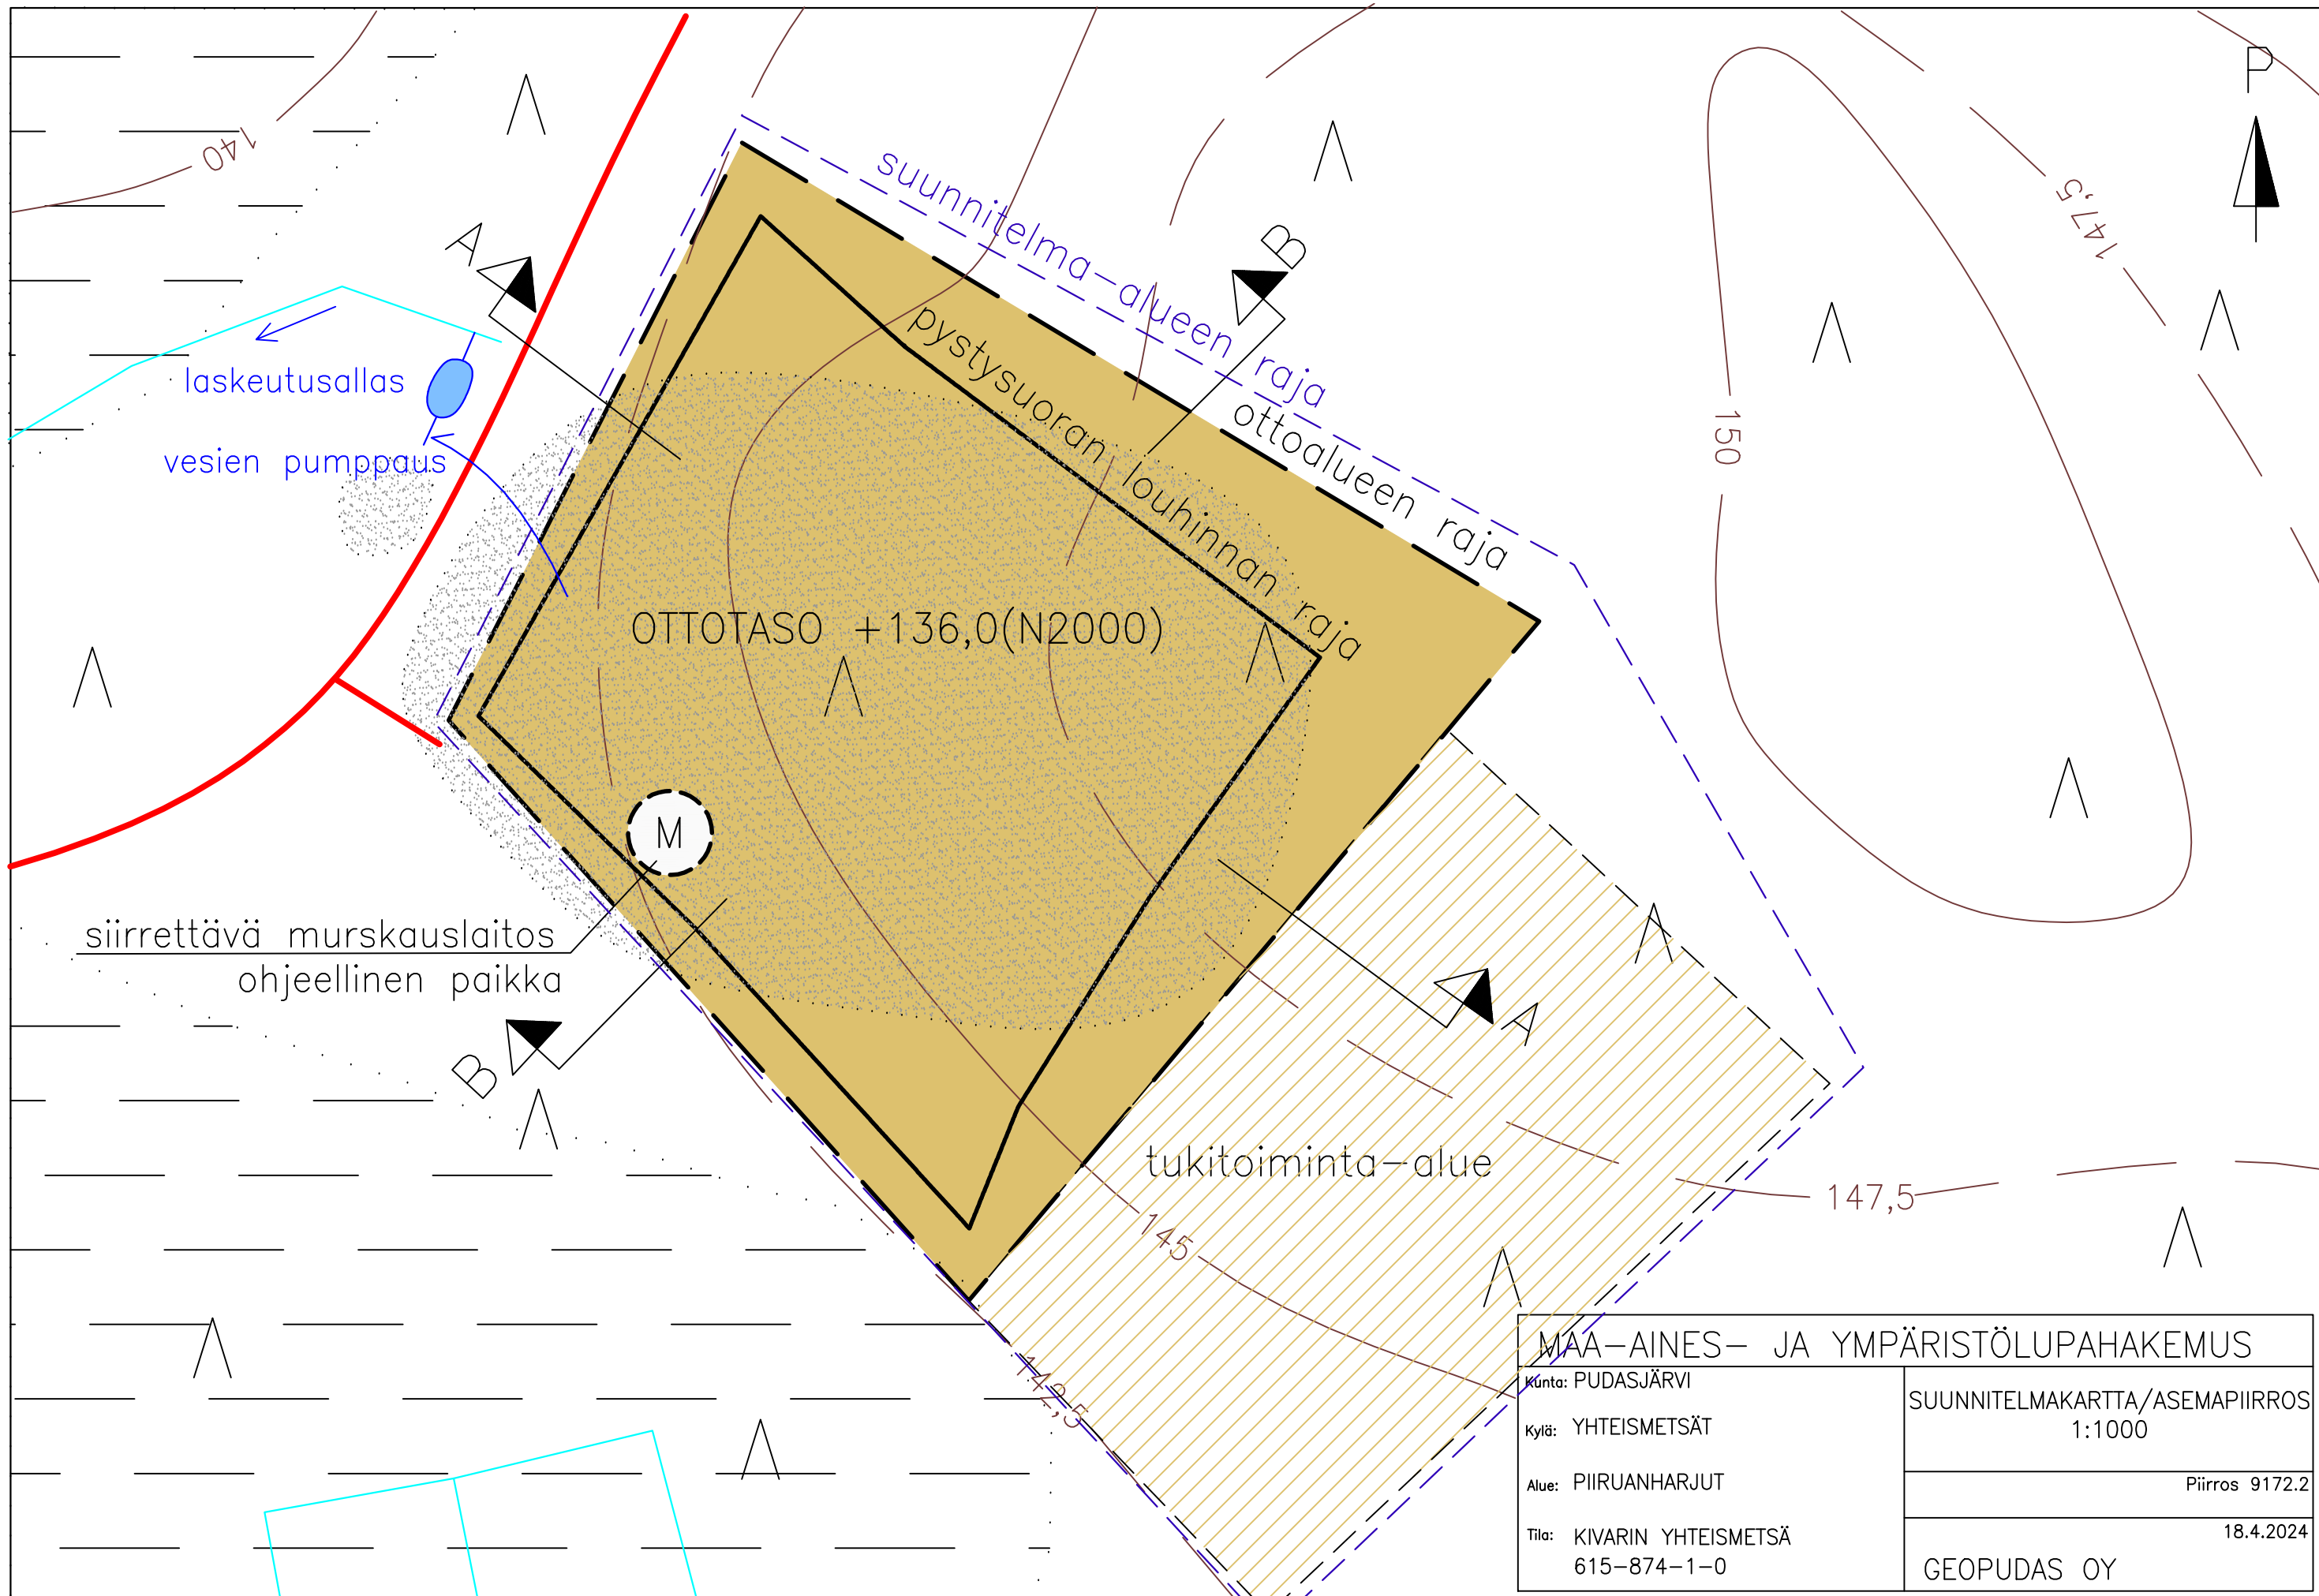 P
140
147,5
A
B
suunnitelma-alueen raja
laskeutusallas
pystysuoran louhinnan raja
ottoalueen raja
150
vesien pumppaus
OTTOTASO +136,0(N2000)
M
siirrettävä murskauslaitos
ohjeellinen paikka
B
A
tukitoiminta-alue
147,5
145
142,5
MAA-AINES- JA YMPÄRISTÖLUPAHAKEMUS
Kunta: PUDASJÄRVI
Kylä: YHTEISMETSÄT
Alue: PIIRUANHARJUT
Tila: KIVARIN YHTEISMETSÄ
615-874-1-0
SUUNNITELMAKARTTA/ASEMAPIIRROS
1:1000
Piirros 9172.2
18.4.2024
GEOPUDAS OY